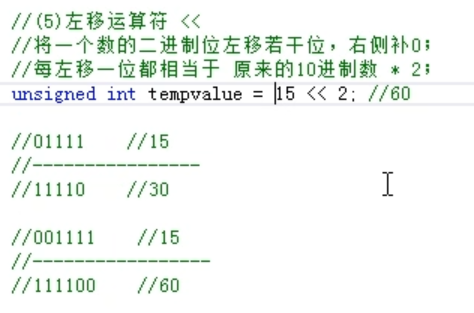 //(5)左移运算符 <<
//将一个数的二进制位左移若干位，右侧补0；
//每左移一位都相当于 原来的10进制数 * 2；
unsigned int tempvalue = 15 << 2; //60
//01111 //15
//----------------
//11110 //30
//001111 //15
//-----------------
//111100 //60